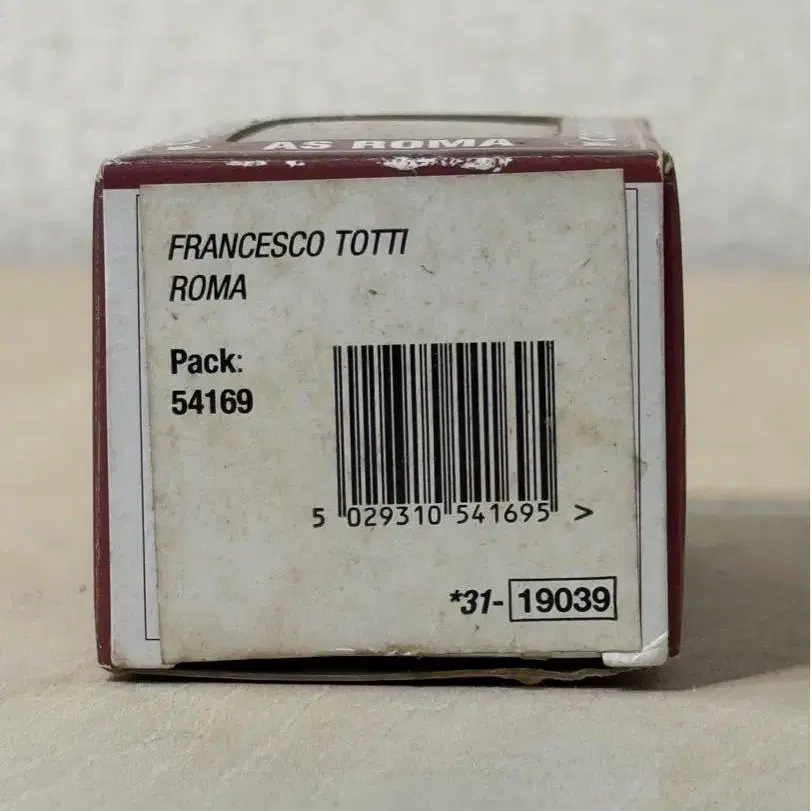 AS ROMA
FRANCESCO TOTTI
ROMA
Pack:
54169
5 029310 541695 >
*31- 19039